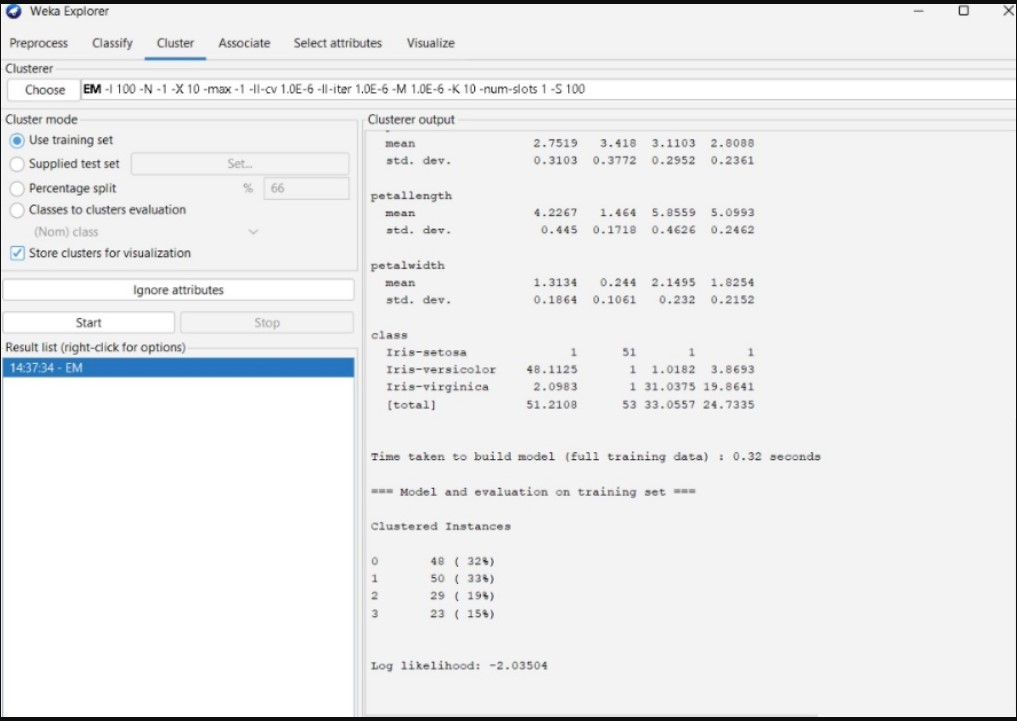 Weka Explorer
Preprocess Classify Cluster Associate Select attributes Visualize
Clusterer
Choose EM -I 100 -N -1 -X 10 -max -1 -ll-cv 1.0E-6 -ll-iter 1.0E-6 -M 1.0E-6 -K 10 -num-slots 1 -S 100
Cluster mode
Use training set
Supplied test set Set...
Percentage split % 66
Classes to clusters evaluation
(Nom) class
Store clusters for visualization
Ignore attributes
Start Stop
Result list (right-click for options)
14:37:34 - EM
Clusterer output
mean 2.7519 3.418 3.1103 2.8088
std. dev. 0.3103 0.3772 0.2952 0.2361
petallength
mean 4.2267 1.464 5.8559 5.0993
std. dev. 0.445 0.1718 0.4626 0.2462
petalwidth
mean 1.3134 0.244 2.1495 1.8254
std. dev. 0.1864 0.1061 0.232 0.2152
class
Iris-setosa 1 51 1 1
Iris-versicolor 48.1125 1 1.0182 3.8693
Iris-virginica 2.0983 1 31.0375 19.8641
[total] 51.2108 53 33.0557 24.7335
Time taken to build model (full training data) : 0.32 seconds
=== Model and evaluation on training set ===
Clustered Instances
0 48 ( 32%)
1 50 ( 33%)
2 29 ( 19%)
3 23 ( 15%)
Log likelihood: -2.03504